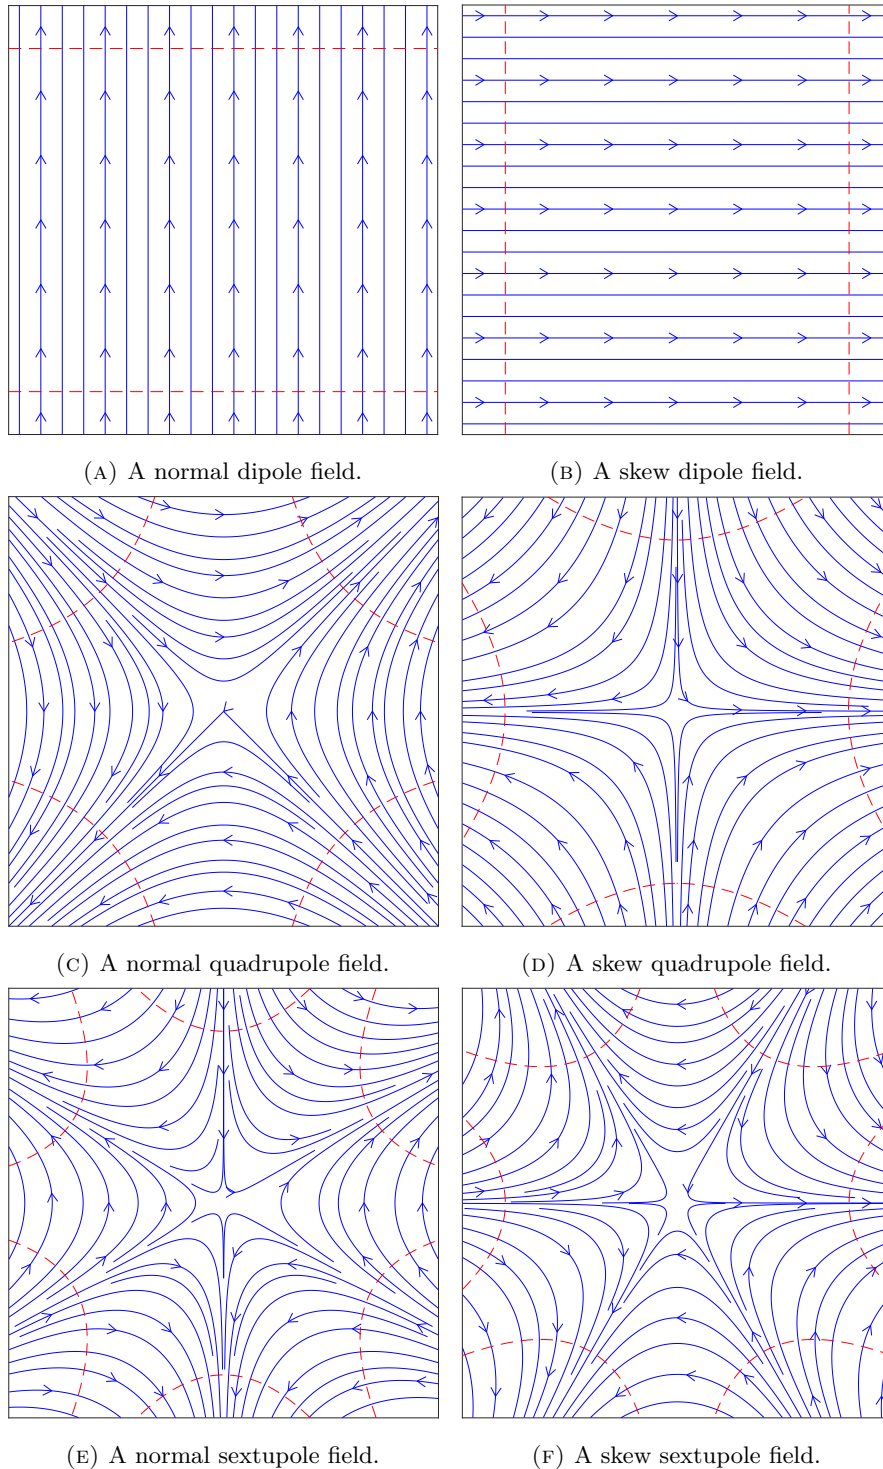 (A) A normal dipole field.
(B) A skew dipole field.
(C) A normal quadrupole field.
(D) A skew quadrupole field.
(E) A normal sextupole field.
(F) A skew sextupole field.